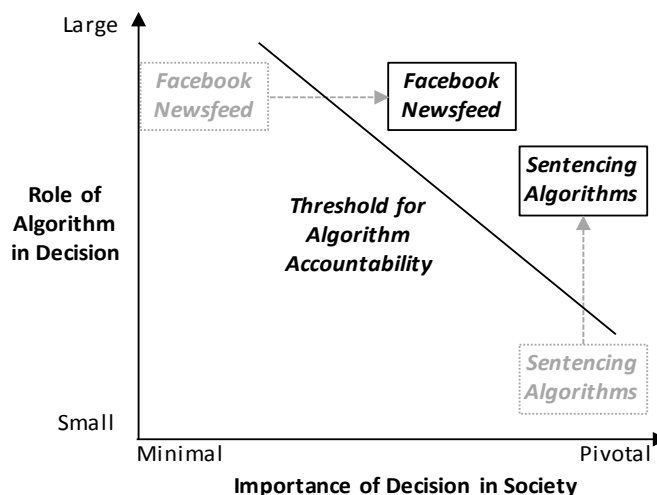 Large
Facebook
Newsfeed
Facebook
Newsfeed
Sentencing
Algorithms
Role of
Algorithm
in Decision
Threshold for
Algorithm
Accountability
Sentencing
Algorithms
Small
Minimal
Pivotal
Importance of Decision in Society